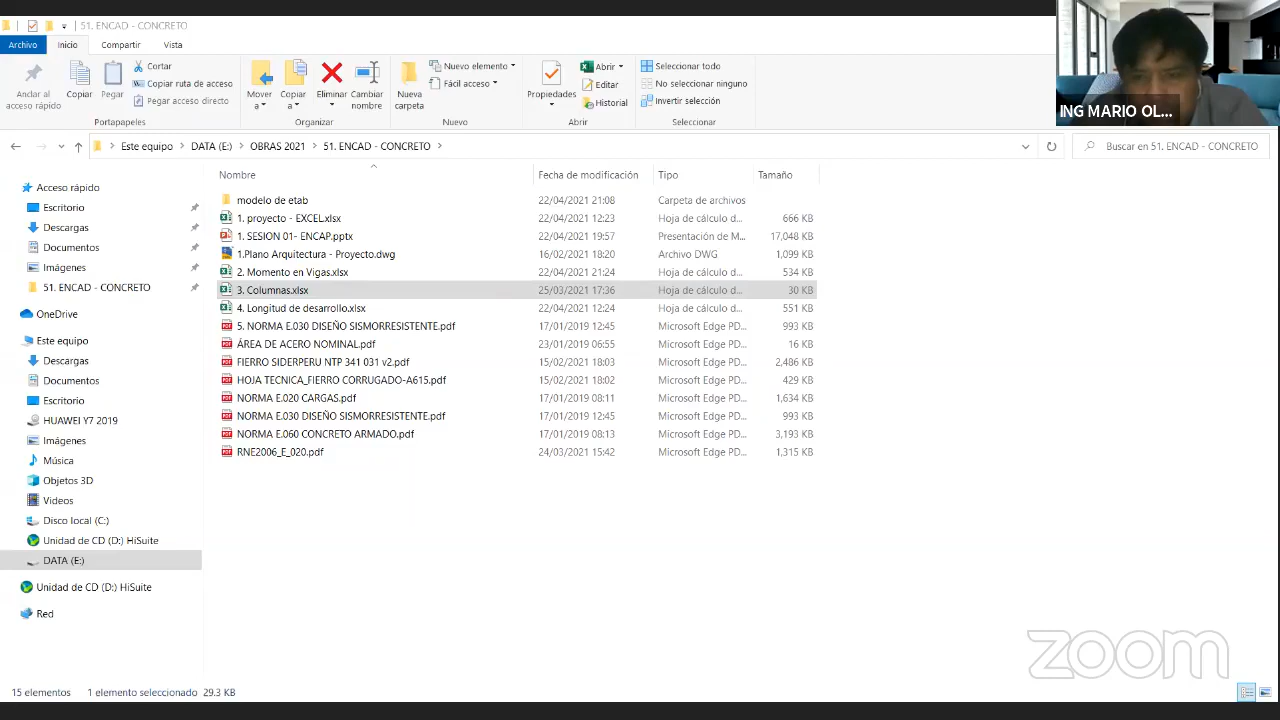 51. ENCAD - CONCRETO
Archivo Inicio Compartir Vista
Andar al acceso rápido
Copiar
Pegar
Cortar
Copiar ruta de acceso
Pegar acceso directo
Portapapeles
Mover a
Copiar a
Eliminar
Cambiar nombre
Organizar
Nueva carpeta
Nuevo elemento
Fácil acceso
Nuevo
Propiedades
Abrir
Editar
Historial
Abrir
Seleccionar todo
No seleccionar ninguno
Invertir selección
Seleccionar
ING MARIO OL...
Este equipo > DATA (E:) > OBRAS 2021 > 51. ENCAD - CONCRETO >
Buscar en 51. ENCAD - CONCRETO
Acceso rápido
Escritorio
Descargas
Documentos
Imágenes
51. ENCAD - CONCRETO
OneDrive
Este equipo
Descargas
Documentos
Escritorio
HUAWEI Y7 2019
Imágenes
Música
Objetos 3D
Videos
Disco local (C:)
Unidad de CD (D:) HiSuite
DATA (E:)
Unidad de CD (D:) HiSuite
Red
Nombre Fecha de modificación Tipo Tamaño
modelo de etab 22/04/2021 21:08 Carpeta de archivos
1. proyecto - EXCEL.xlsx 22/04/2021 12:23 Hoja de cálculo d... 666 KB
1. SESION 01- ENCAP.pptx 22/04/2021 19:57 Presentación de M... 17,048 KB
1.Plano Arquitectura - Proyecto.dwg 16/02/2021 18:20 Archivo DWG 1,099 KB
2. Momento en Vigas.xlsx 22/04/2021 21:24 Hoja de cálculo d... 534 KB
3. Columnas.xlsx 25/03/2021 17:36 Hoja de cálculo d... 30 KB
4. Longitud de desarrollo.xlsx 22/04/2021 12:24 Hoja de cálculo d... 551 KB
5. NORMA E.030 DISEÑO SISMORRESISTENTE.pdf 17/01/2019 12:45 Microsoft Edge PD... 993 KB
ÁREA DE ACERO NOMINAL.pdf 23/01/2019 06:55 Microsoft Edge PD... 16 KB
FIERRO SIDERPERU NTP 341 031 v2.pdf 15/02/2021 18:03 Microsoft Edge PD... 2,486 KB
HOJA TECNICA_FIERRO CORRUGADO-A615.pdf 15/02/2021 18:02 Microsoft Edge PD... 429 KB
NORMA E.020 CARGAS.pdf 17/01/2019 08:11 Microsoft Edge PD... 1,634 KB
NORMA E.030 DISEÑO SISMORRESISTENTE.pdf 17/01/2019 12:45 Microsoft Edge PD... 993 KB
NORMA E.060 CONCRETO ARMADO.pdf 17/01/2019 08:13 Microsoft Edge PD... 3,193 KB
RNE2006_E_020.pdf 24/03/2021 15:42 Microsoft Edge PD... 1,315 KB
zoom
15 elementos 1 elemento seleccionado 29.3 KB